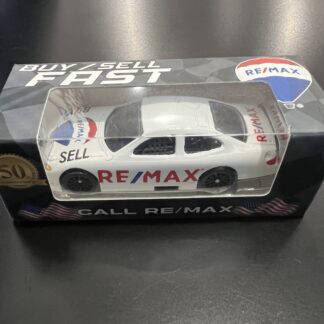 BUY / SELL
FAST
RE/MAX
SELL
RE/MAX
50
CALL RE/MAX